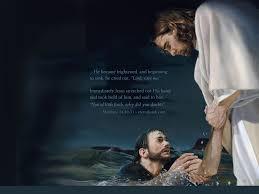 He became frightened, and beginning
to sink, he cried out, "Lord, save me."
Immediately Jesus stretched out His hand
and took hold of him, and said to him,
"You of little faith, why did you doubt?"
Matthew 14:30-31